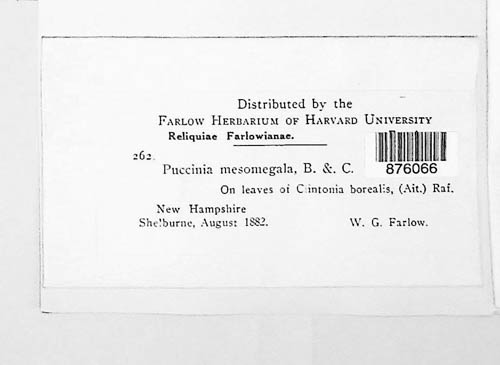 Distributed by the
FARLOW HERBARIUM OF HARVARD UNIVERSITY
Reliquiae Farlowianae.
262.
Puccinia mesomegala, B. &. C.
876066
On leaves of Clintonia borealis, (Ait.) Raf.
New Hampshire
Shelburne, August 1882.
W. G. Farlow.